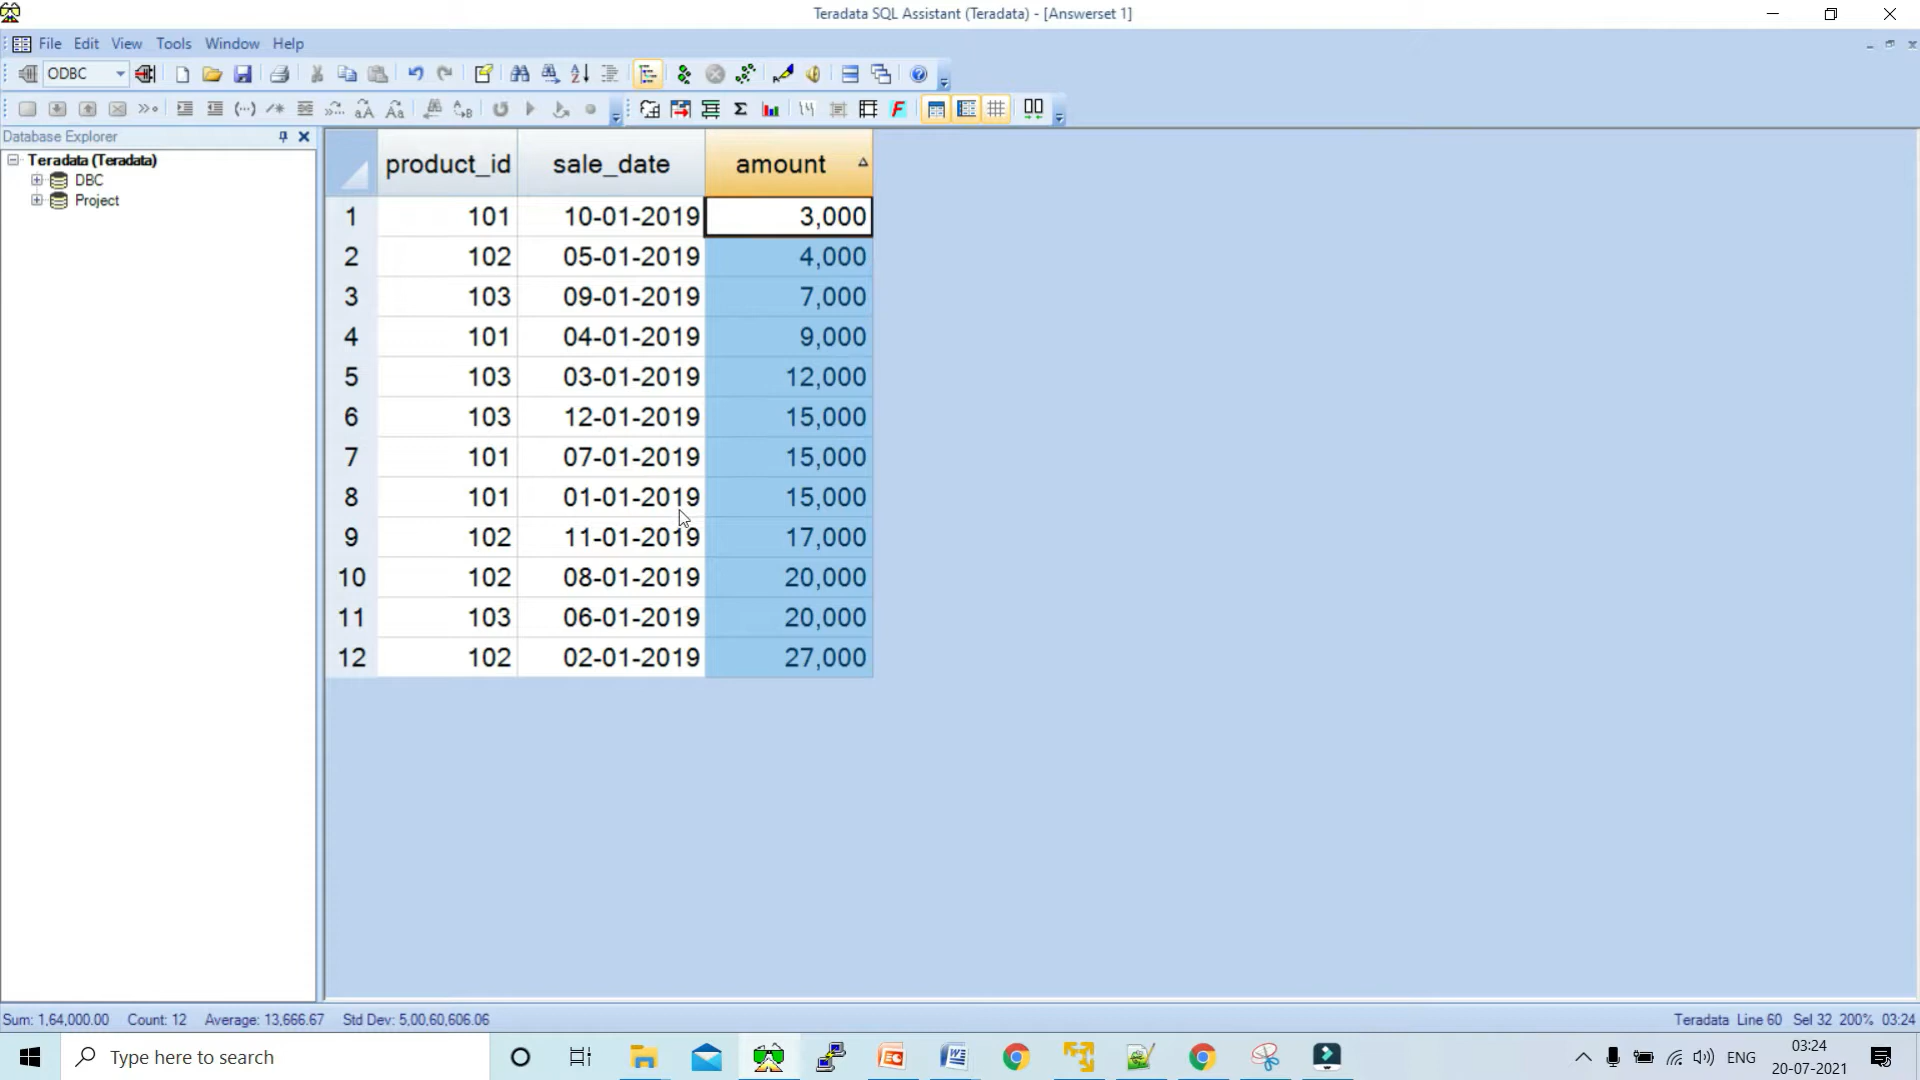 Teradata SQL Assistant (Teradata) - [Answerset 1]
File Edit View Tools Window Help
ODBC
Database Explorer
Teradata (Teradata)
DBC
Project
product_id sale_date amount
1 101 10-01-2019 3,000
2 102 05-01-2019 4,000
3 103 09-01-2019 7,000
4 101 04-01-2019 9,000
5 103 03-01-2019 12,000
6 103 12-01-2019 15,000
7 101 07-01-2019 15,000
8 101 01-01-2019 15,000
9 102 11-01-2019 17,000
10 102 08-01-2019 20,000
11 103 06-01-2019 20,000
12 102 02-01-2019 27,000
Sum: 1,64,000.00 Count: 12 Average: 13,666.67 Std Dev: 5,00,60,606.06 Teradata Line 60 Sel 32 200% 03:24
Type here to search ENG 03:24
20-07-2021